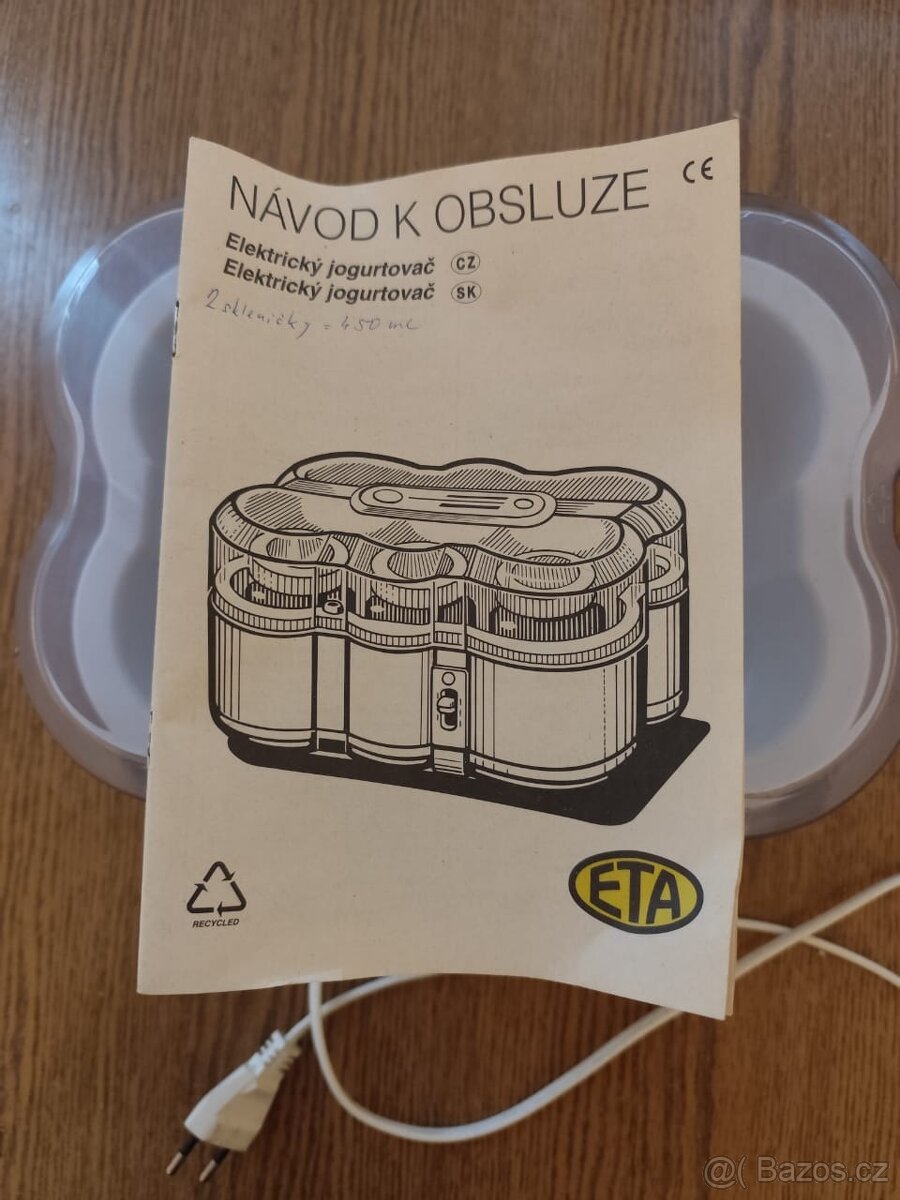 NÁVOD K OBSLUZE CE
Elektrický jogurtovač CZ
Elektrický jogurtovač SK
2 skleničky = 450 ml
RECYCLED
ETA
@( Bazos.cz